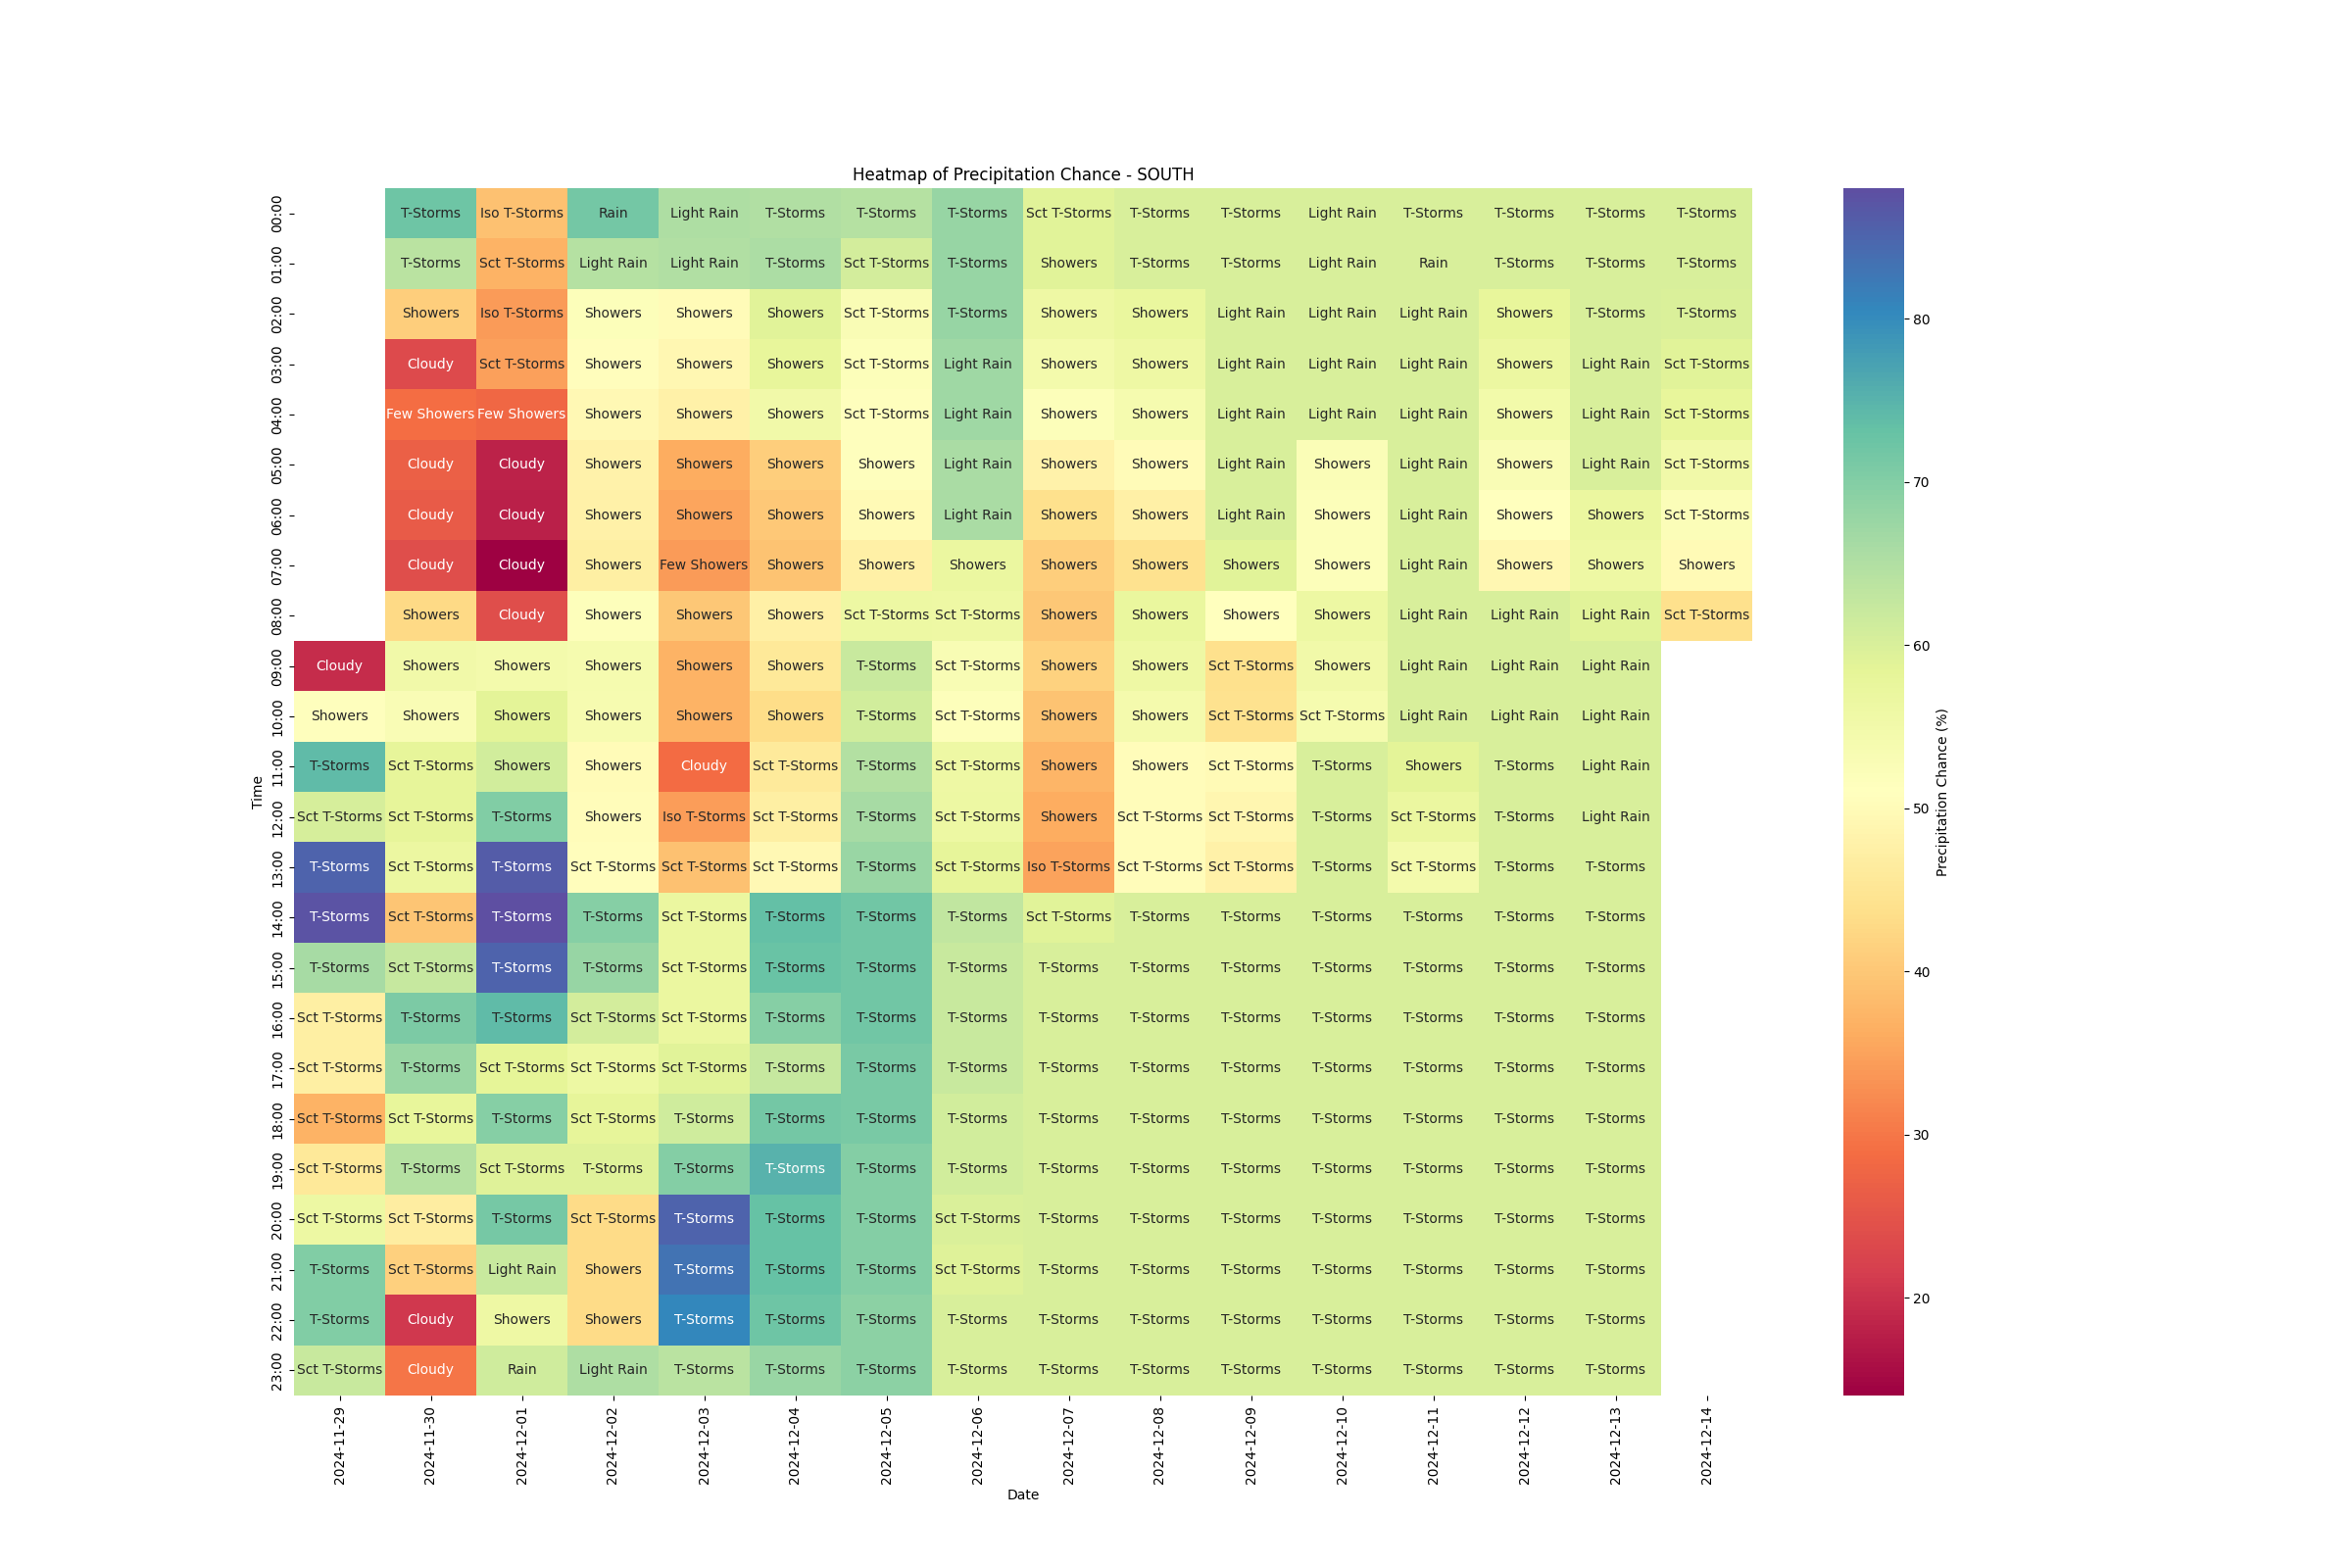 Heatmap of Precipitation Chance - SOUTH
00:00 T-Storms Iso T-Storms Rain Light Rain T-Storms T-Storms T-Storms Sct T-Storms T-Storms T-Storms Light Rain T-Storms T-Storms T-Storms T-Storms
01:00 T-Storms Sct T-Storms Light Rain Light Rain T-Storms Sct T-Storms T-Storms Showers T-Storms T-Storms Light Rain Rain T-Storms T-Storms T-Storms
02:00 Showers Iso T-Storms Showers Showers Showers Sct T-Storms T-Storms Showers Showers Light Rain Light Rain Light Rain Showers T-Storms T-Storms
80
03:00 Cloudy Sct T-Storms Showers Showers Showers Sct T-Storms Light Rain Showers Showers Light Rain Light Rain Light Rain Showers Light Rain Sct T-Storms
04:00 Few Showers Few Showers Showers Showers Showers Sct T-Storms Light Rain Showers Showers Light Rain Light Rain Light Rain Showers Light Rain Sct T-Storms
05:00 Cloudy Cloudy Showers Showers Showers Showers Light Rain Showers Showers Light Rain Showers Light Rain Showers Light Rain Sct T-Storms
70
06:00 Cloudy Cloudy Showers Showers Showers Showers Light Rain Showers Showers Light Rain Showers Light Rain Showers Showers Sct T-Storms
07:00 Cloudy Cloudy Showers Few Showers Showers Showers Showers Showers Showers Showers Showers Light Rain Showers Showers Showers
08:00 Showers Cloudy Showers Showers Showers Sct T-Storms Sct T-Storms Showers Showers Showers Showers Light Rain Light Rain Light Rain Sct T-Storms
60
09:00 Cloudy Showers Showers Showers Showers Showers T-Storms Sct T-Storms Showers Showers Sct T-Storms Showers Light Rain Light Rain Light Rain
10:00 Showers Showers Showers Showers Showers Showers T-Storms Sct T-Storms Showers Showers Sct T-Storms Sct T-Storms Light Rain Light Rain Light Rain
11:00 T-Storms Sct T-Storms Showers Showers Cloudy Sct T-Storms T-Storms Sct T-Storms Showers Showers Sct T-Storms T-Storms Showers T-Storms Light Rain
Time
Precipitation Chance (%)
50
12:00 Sct T-Storms Sct T-Storms T-Storms Showers Iso T-Storms Sct T-Storms T-Storms Sct T-Storms Showers Sct T-Storms Sct T-Storms T-Storms Sct T-Storms T-Storms Light Rain
13:00 T-Storms Sct T-Storms T-Storms Sct T-Storms Sct T-Storms Sct T-Storms T-Storms Sct T-Storms Iso T-Storms Sct T-Storms Sct T-Storms T-Storms Sct T-Storms T-Storms T-Storms
14:00 T-Storms Sct T-Storms T-Storms T-Storms Sct T-Storms T-Storms T-Storms T-Storms Sct T-Storms T-Storms T-Storms T-Storms T-Storms T-Storms T-Storms
15:00 T-Storms Sct T-Storms T-Storms T-Storms Sct T-Storms T-Storms T-Storms T-Storms T-Storms T-Storms T-Storms T-Storms T-Storms T-Storms T-Storms
40
16:00 Sct T-Storms T-Storms T-Storms Sct T-Storms Sct T-Storms T-Storms T-Storms T-Storms T-Storms T-Storms T-Storms T-Storms T-Storms T-Storms T-Storms
17:00 Sct T-Storms T-Storms Sct T-Storms Sct T-Storms Sct T-Storms T-Storms T-Storms T-Storms T-Storms T-Storms T-Storms T-Storms T-Storms T-Storms T-Storms
18:00 Sct T-Storms Sct T-Storms T-Storms Sct T-Storms T-Storms T-Storms T-Storms T-Storms T-Storms T-Storms T-Storms T-Storms T-Storms T-Storms T-Storms
30
19:00 Sct T-Storms T-Storms Sct T-Storms T-Storms T-Storms T-Storms T-Storms T-Storms T-Storms T-Storms T-Storms T-Storms T-Storms T-Storms T-Storms
20:00 Sct T-Storms Sct T-Storms T-Storms Sct T-Storms T-Storms T-Storms T-Storms Sct T-Storms T-Storms T-Storms T-Storms T-Storms T-Storms T-Storms T-Storms
21:00 T-Storms Sct T-Storms Light Rain Showers T-Storms T-Storms T-Storms Sct T-Storms T-Storms T-Storms T-Storms T-Storms T-Storms T-Storms T-Storms
20
22:00 T-Storms Cloudy Showers Showers T-Storms T-Storms T-Storms T-Storms T-Storms T-Storms T-Storms T-Storms T-Storms T-Storms T-Storms
23:00 Sct T-Storms Cloudy Rain Light Rain T-Storms T-Storms T-Storms T-Storms T-Storms T-Storms T-Storms T-Storms T-Storms T-Storms T-Storms
2024-11-29 2024-11-30 2024-12-01 2024-12-02 2024-12-03 2024-12-04 2024-12-05 2024-12-06 2024-12-07 2024-12-08 2024-12-09 2024-12-10 2024-12-11 2024-12-12 2024-12-13 2024-12-14
Date